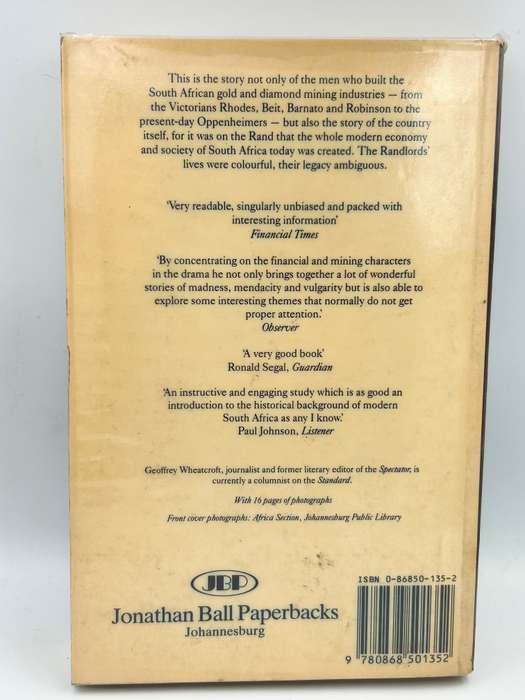 This is the story not only of the men who built the
South African gold and diamond mining industries — from
the Victorians Rhodes, Beit, Barnato and Robinson to the
present-day Oppenheimers — but also the story of the country
itself, for it was on the Rand that the whole modern economy
and society of South Africa today was created. The Randlords'
lives were colourful, their legacy ambiguous.
'Very readable, singularly unbiased and packed with
interesting information'
Financial Times
'By concentrating on the financial and mining characters
in the drama he not only brings together a lot of wonderful
stories of madness, mendacity and vulgarity but is also able to
explore some interesting themes that normally do not get
proper attention.'
Observer
'A very good book'
Ronald Segal, Guardian
'An instructive and engaging study which is as good an
introduction to the historical background of modern
South Africa as any I know.'
Paul Johnson, Listener
Geoffrey Wheatcroft, journalist and former literary editor of the Spectator, is
currently a columnist on the Standard.
With 16 pages of photographs
Front cover photographs: Africa Section, Johannesburg Public Library
JBP
Jonathan Ball Paperbacks
Johannesburg
ISBN 0-86850-135-2
9 780868 501352